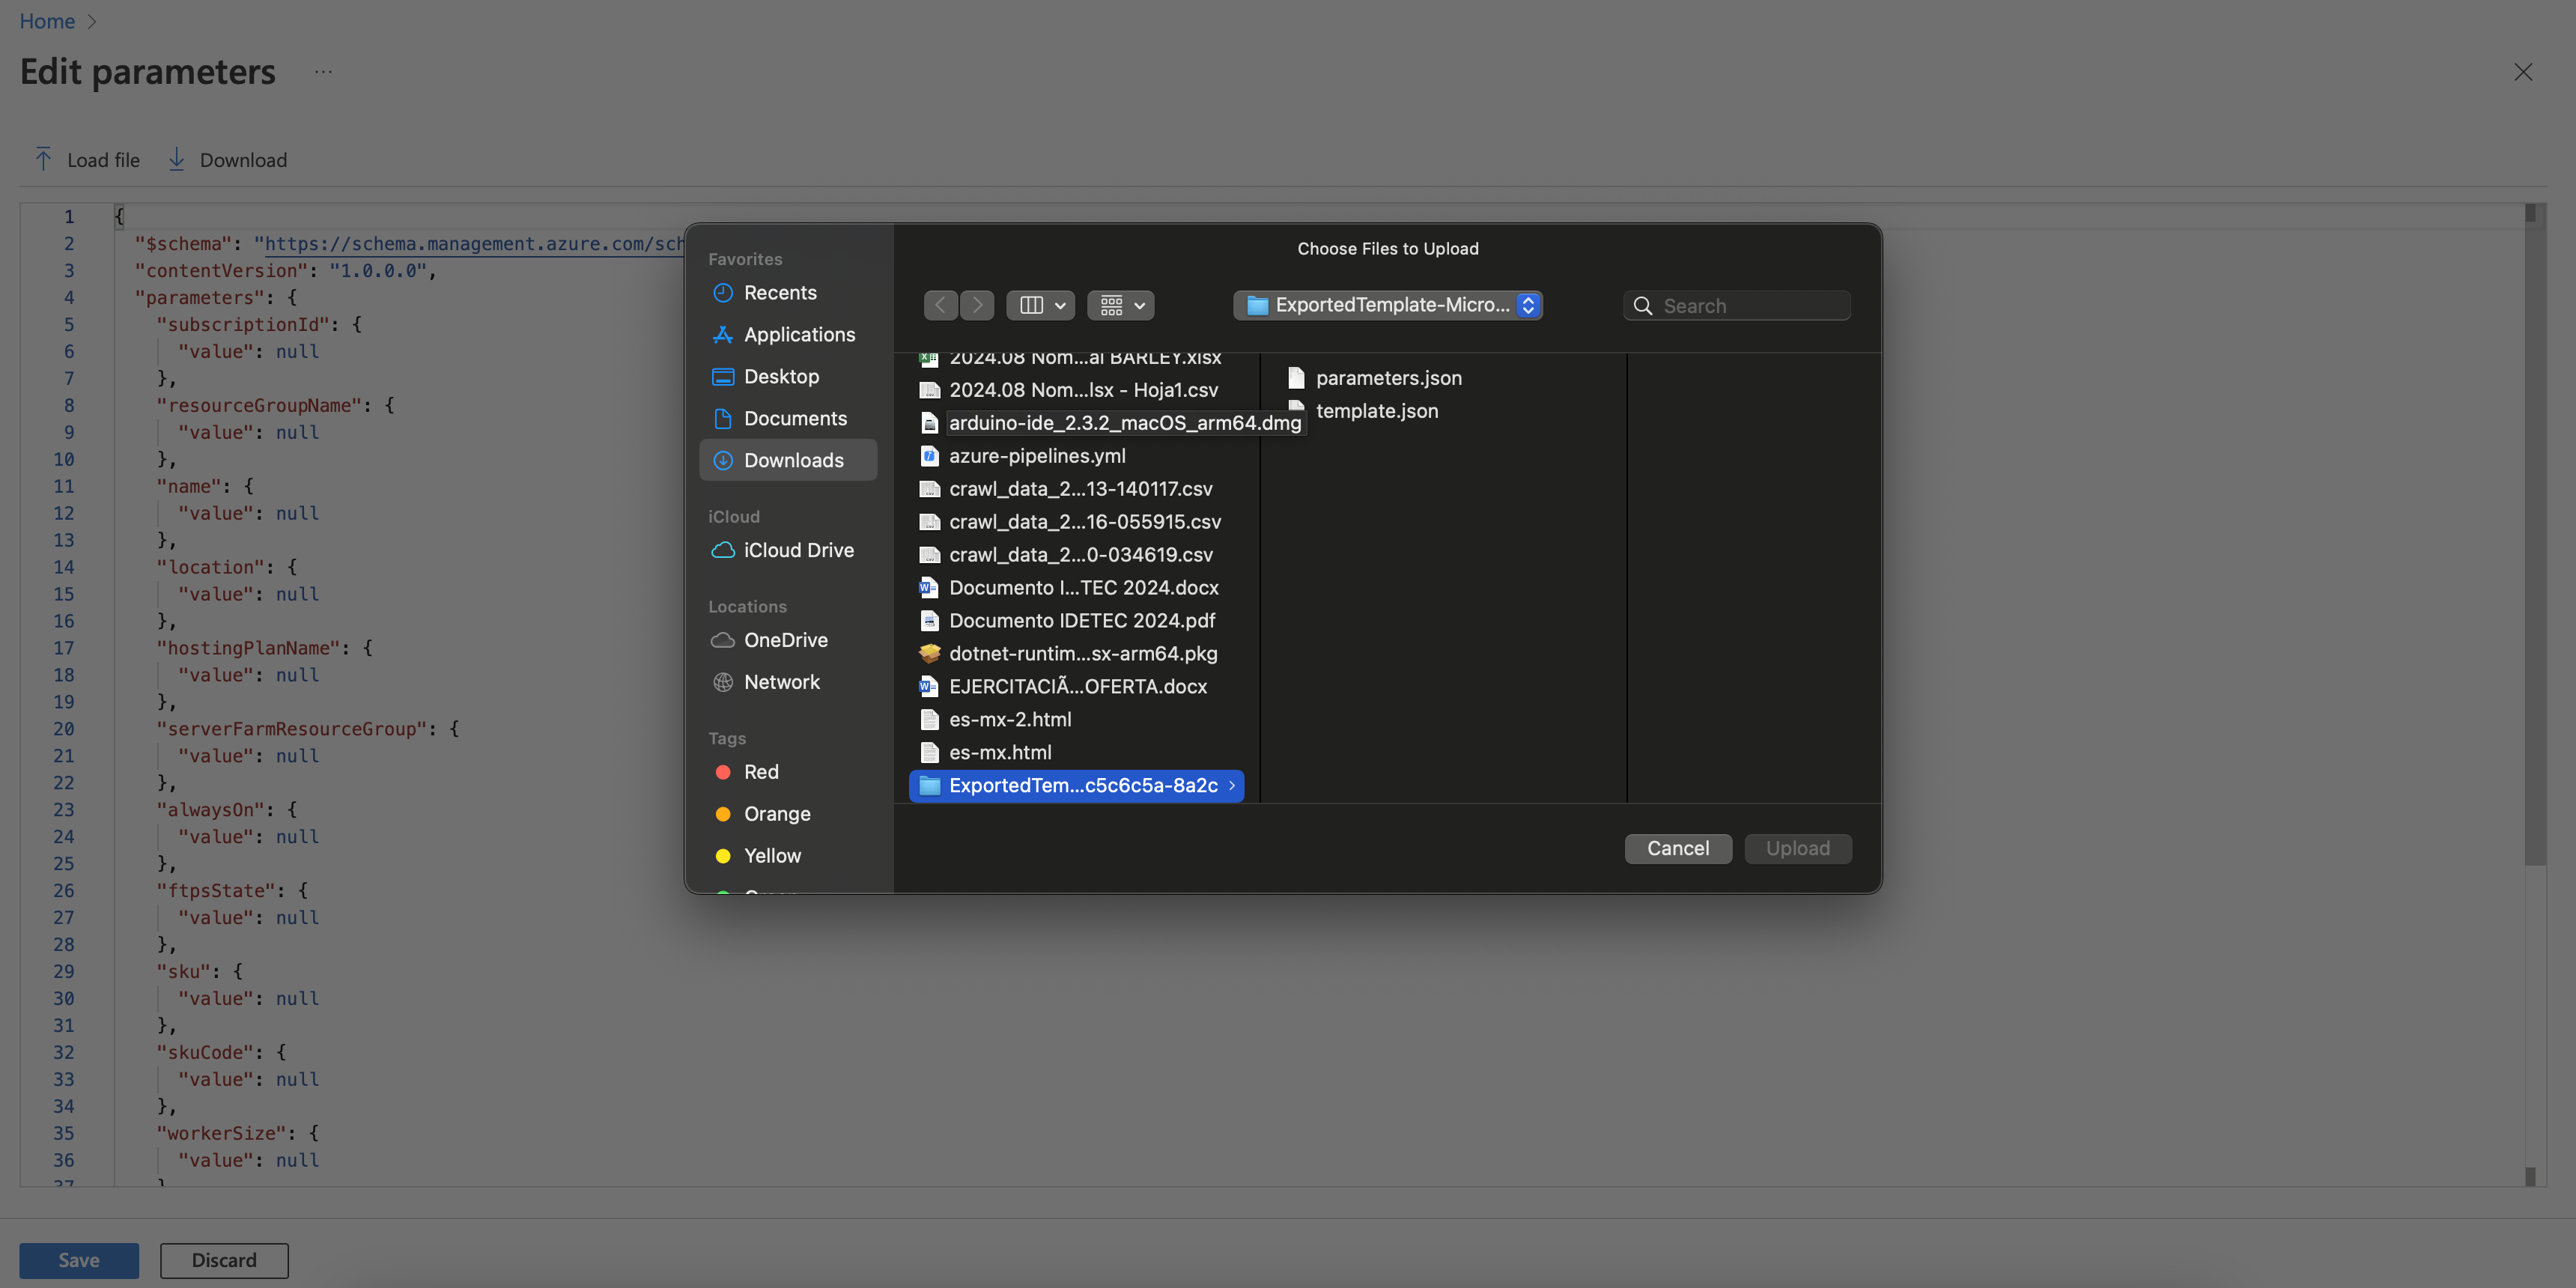 Home
Edit parameters ...
Load file
Download
1 {
2 "$schema": "https://schema.management.azure.com/sch
3 "contentVersion": "1.0.0.0",
4 "parameters": {
5 "subscriptionId": {
6 "value": null
7 },
8 "resourceGroupName": {
9 "value": null
10 },
11 "name": {
12 "value": null
13 },
14 "location": {
15 "value": null
16 },
17 "hostingPlanName": {
18 "value": null
19 },
20 "serverFarmResourceGroup": {
21 "value": null
22 },
23 "alwaysOn": {
24 "value": null
25 },
26 "ftpsState": {
27 "value": null
28 },
29 "sku": {
30 "value": null
31 },
32 "skuCode": {
33 "value": null
34 },
35 "workerSize": {
36 "value": null
37 }
Save
Discard
Choose Files to Upload
Favorites
Recents
Applications
Desktop
Documents
Downloads
iCloud
iCloud Drive
Locations
OneDrive
Network
Tags
Red
Orange
Yellow
ExportedTemplate-Micro...
Search
2024.08 Nom...al BARLEY.xlsx
2024.08 Nom...lsx - Hoja1.csv
arduino-ide_2.3.2_macOS_arm64.dmg
azure-pipelines.yml
crawl_data_2...13-140117.csv
crawl_data_2...16-055915.csv
crawl_data_2...0-034619.csv
Documento I...TEC 2024.docx
Documento IDETEC 2024.pdf
dotnet-runtim...sx-arm64.pkg
EJERCITACIÃ...OFERTA.docx
es-mx-2.html
es-mx.html
ExportedTem...c5c6c5a-8a2c
parameters.json
template.json
Cancel
Upload